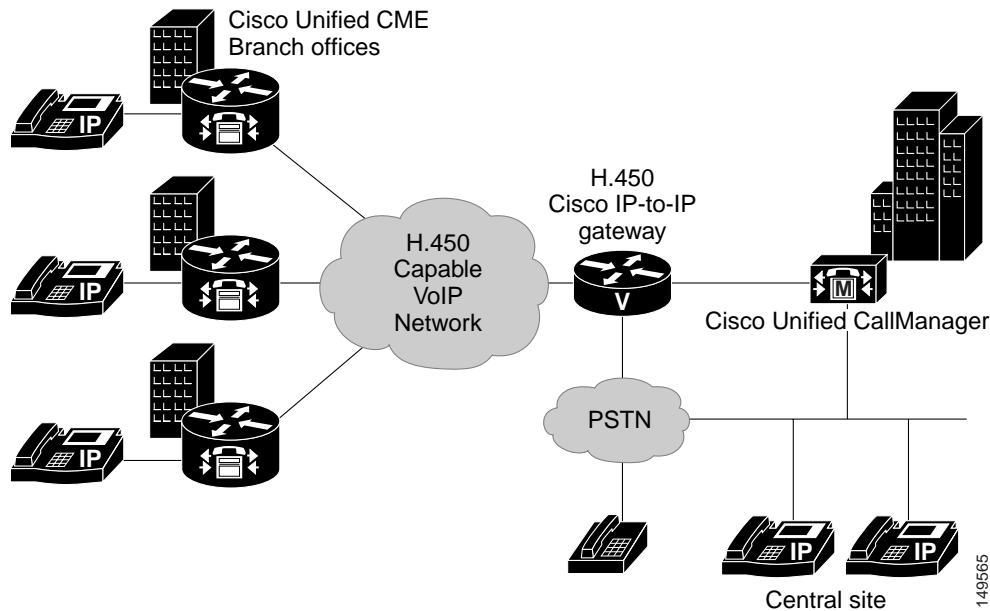 Cisco Unified CME
Branch offices
IP
H.450
Cisco IP-to-IP
gateway
IP
H.450
Capable
VoIP
Network
V
M
Cisco Unified CallManager
IP
PSTN
IP
IP
Central site
149565